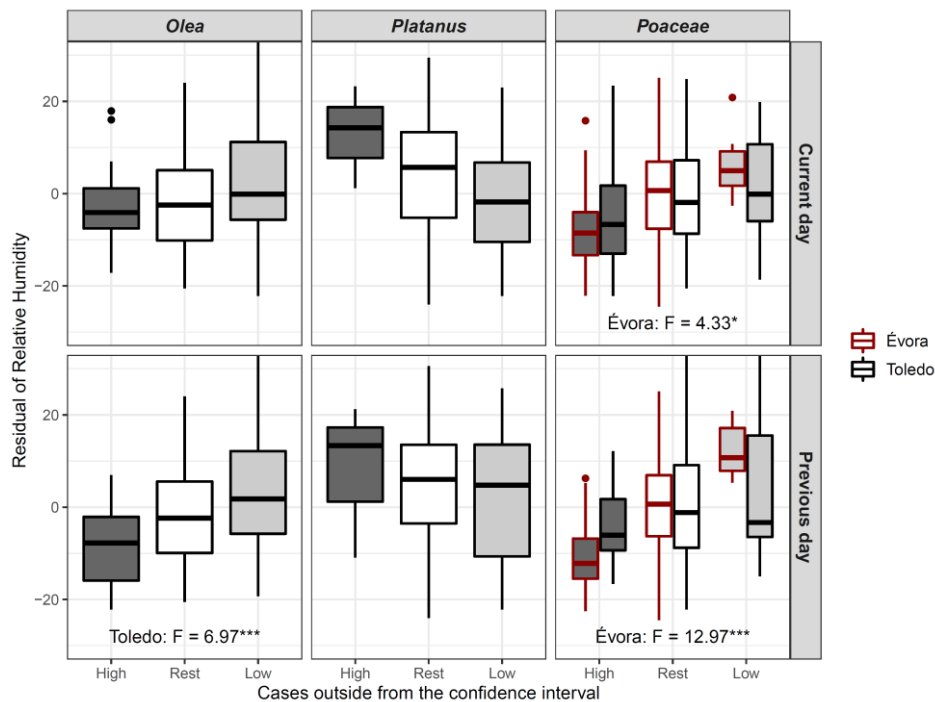 Olea Platanus Poaceae
20
0
−20
Current day
Évora: F = 4.33*
Residual of Relative Humidity
Évora
Toledo
20
0
−20
Previous day
Toledo: F = 6.97***
Évora: F = 12.97***
High Rest Low High Rest Low High Rest Low
Cases outside from the confidence interval